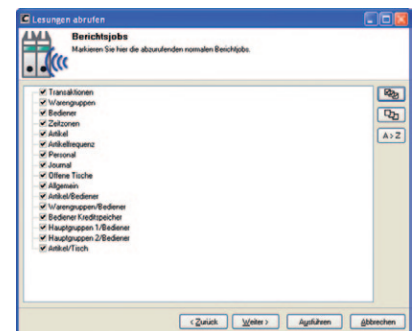 Lesungen abrufen
Berichtsjobs
Markieren Sie hier die abzurufenden normalen Berichtjobs.
Transaktionen
Warengruppen
Bediener
Zeitzonen
Artikel
Artikelfrequenz
Personal
Journal
Offene Tische
Allgemein
Artikel/Bediener
Warengruppen/Bediener
Bediener Kreditspeicher
Hauptgruppen 1/Bediener
Hauptgruppen 2/Bediener
Artikel/Tisch
A>Z
<Zurück Weiter> Ausführen Abbrechen